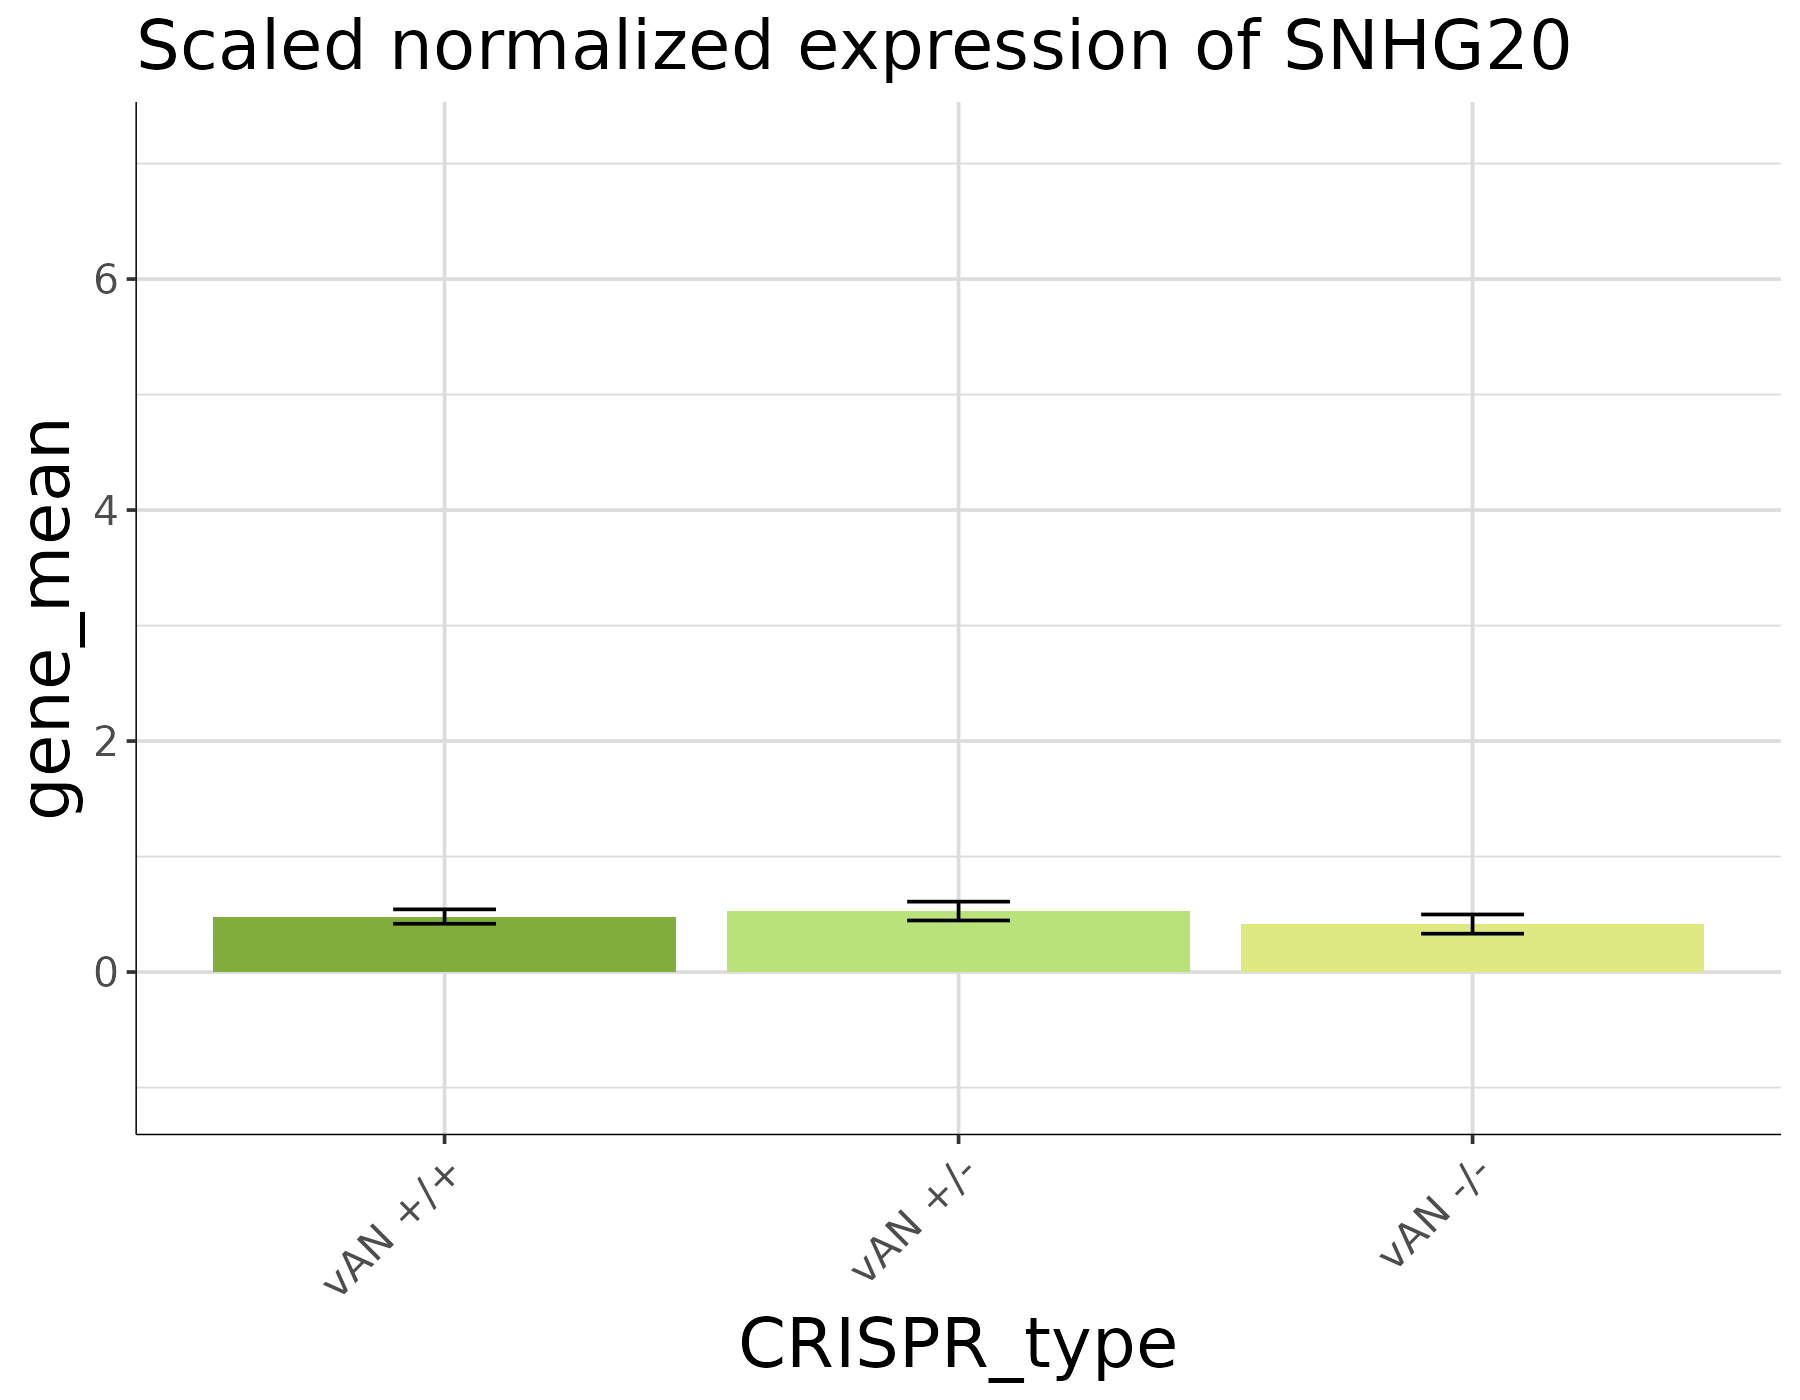 Scaled normalized expression of SNHG20
gene_mean
6
4
2
0
vAN +/+
vAN +/-
vAN -/-
CRISPR_type